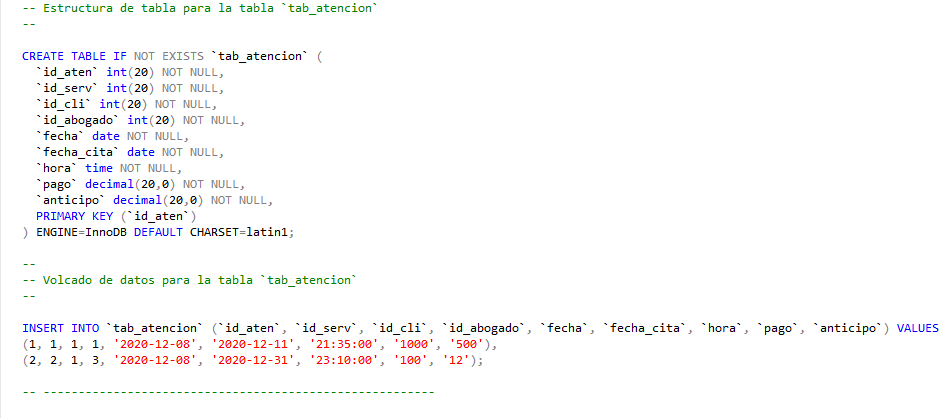 -- Estructura de tabla para la tabla `tab_atencion`
--
CREATE TABLE IF NOT EXISTS `tab_atencion` (
`id_aten` int(20) NOT NULL,
`id_serv` int(20) NOT NULL,
`id_cli` int(20) NOT NULL,
`id_abogado` int(20) NOT NULL,
`fecha` date NOT NULL,
`fecha_cita` date NOT NULL,
`hora` time NOT NULL,
`pago` decimal(20,0) NOT NULL,
`anticipo` decimal(20,0) NOT NULL,
PRIMARY KEY (`id_aten`)
) ENGINE=InnoDB DEFAULT CHARSET=latin1;
--
-- Volcado de datos para la tabla `tab_atencion`
--
INSERT INTO `tab_atencion` (`id_aten`, `id_serv`, `id_cli`, `id_abogado`, `fecha`, `fecha_cita`, `hora`, `pago`, `anticipo`) VALUES
(1, 1, 1, 1, '2020-12-08', '2020-12-11', '21:35:00', '1000', '500'),
(2, 2, 1, 3, '2020-12-08', '2020-12-31', '23:10:00', '100', '12');
-- --------------------------------------------------------